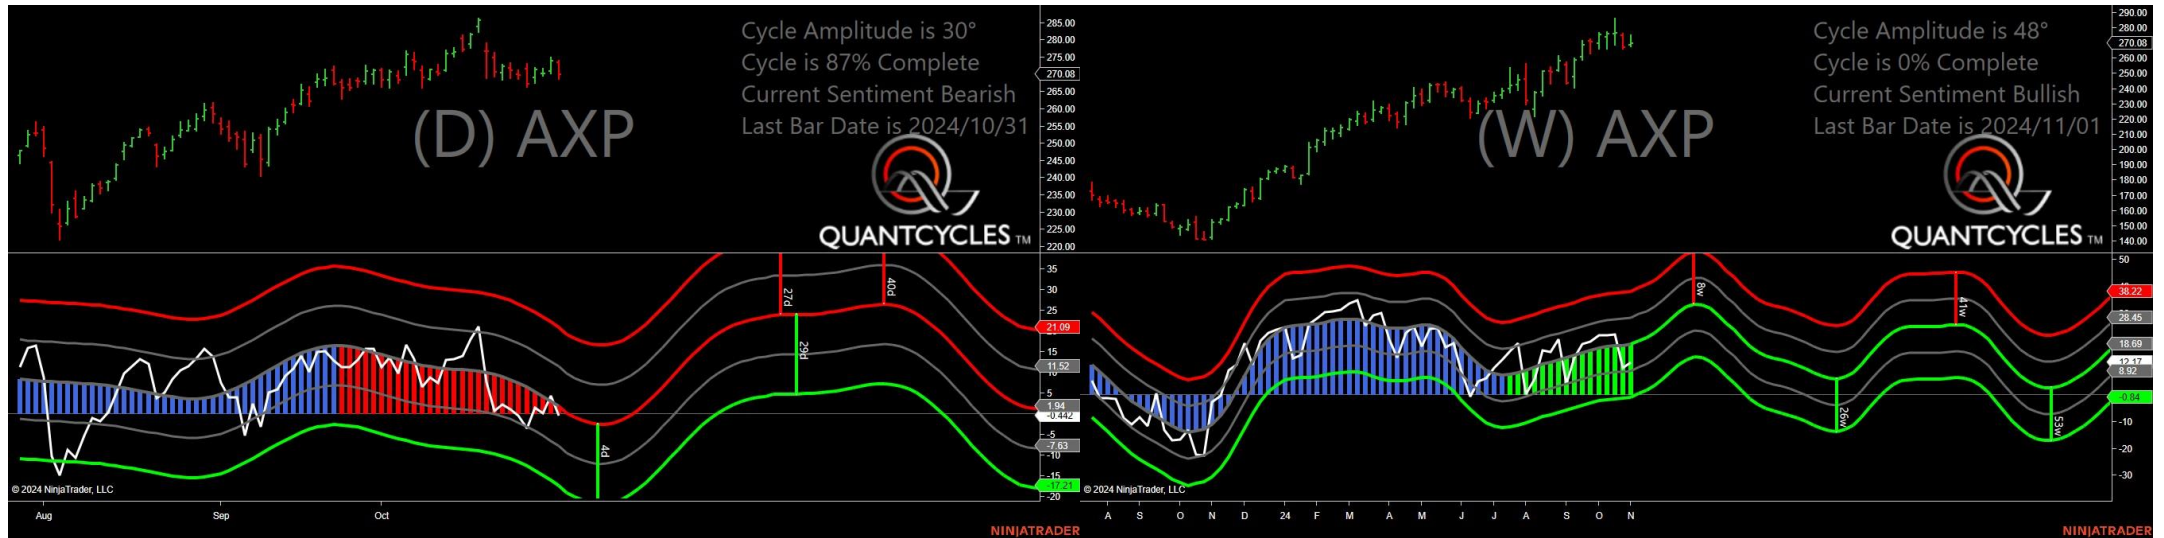 Cycle Amplitude is 30°
Cycle is 87% Complete
Current Sentiment Bearish
Last Bar Date is 2024/10/31
(D) AXP
QUANTCYCLES TM
285.00
280.00
275.00
270.08
265.00
260.00
255.00
250.00
245.00
240.00
235.00
230.00
225.00
220.00
27d
40d
29d
4d
35
30
25
21.09
15
11.52
5
1.94
-0.442
-5
-7.63
-10
-15
-17.21
-20
© 2024 NinjaTrader, LLC
Aug Sep Oct
NINJATRADER
Cycle Amplitude is 48°
Cycle is 0% Complete
Current Sentiment Bullish
Last Bar Date is 2024/11/01
(W) AXP
QUANTCYCLES TM
290.00
280.00
270.08
260.00
250.00
240.00
230.00
220.00
210.00
200.00
190.00
180.00
170.00
160.00
150.00
140.00
8w
41w
26w
53w
50
38.22
28.45
18.69
12.17
8.92
-0.84
-10
-20
-30
© 2024 NinjaTrader, LLC
A S O N D 24 F M A M J J A S O N
NINJATRADER